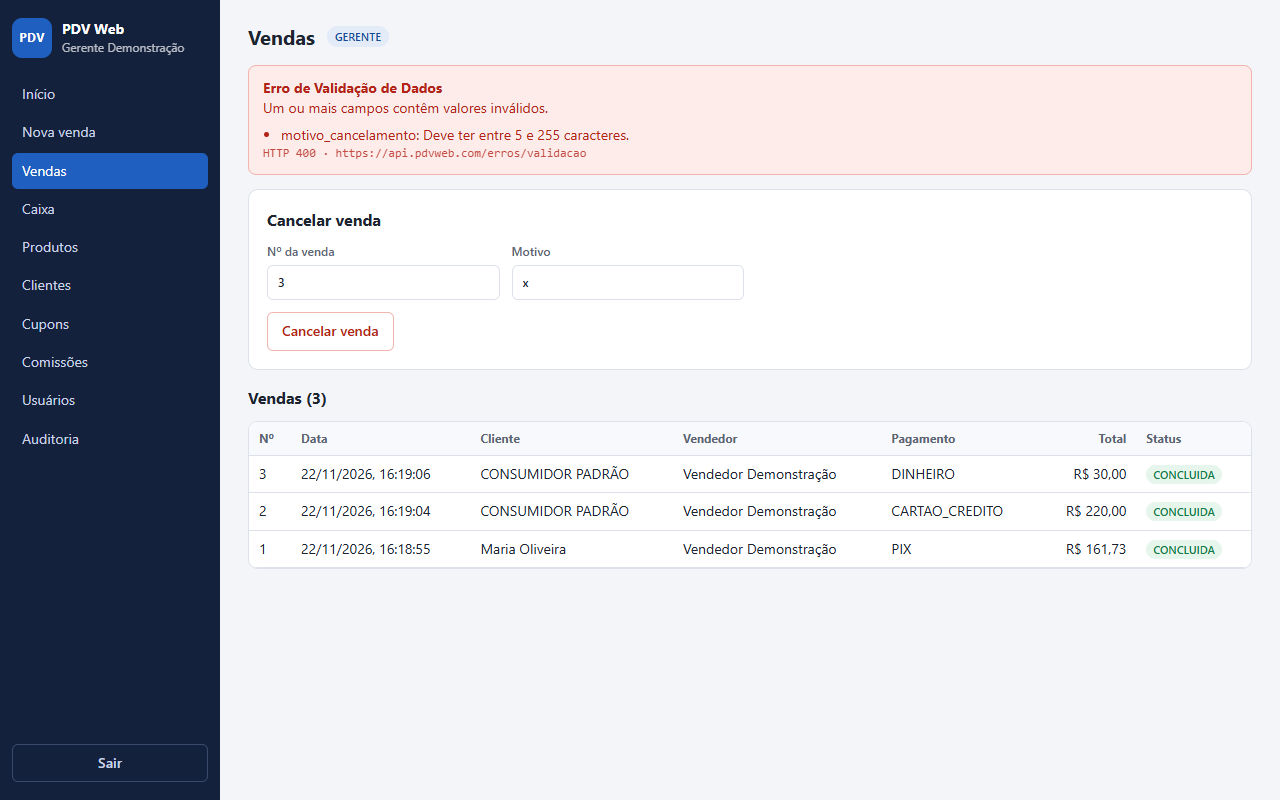 PDV
PDV Web
Gerente Demonstração
Início
Nova venda
Vendas
Caixa
Produtos
Clientes
Cupons
Comissões
Usuários
Auditoria
Sair
Vendas GERENTE
Erro de Validação de Dados
Um ou mais campos contêm valores inválidos.
• motivo_cancelamento: Deve ter entre 5 e 255 caracteres.
HTTP 400 · https://api.pdvweb.com/erros/validacao
Cancelar venda
Nº da venda Motivo
3 x
Cancelar venda
Vendas (3)
Nº Data Cliente Vendedor Pagamento Total Status
3 22/11/2026, 16:19:06 CONSUMIDOR PADRÃO Vendedor Demonstração DINHEIRO R$ 30,00 CONCLUIDA
2 22/11/2026, 16:19:04 CONSUMIDOR PADRÃO Vendedor Demonstração CARTAO_CREDITO R$ 220,00 CONCLUIDA
1 22/11/2026, 16:18:55 Maria Oliveira Vendedor Demonstração PIX R$ 161,73 CONCLUIDA